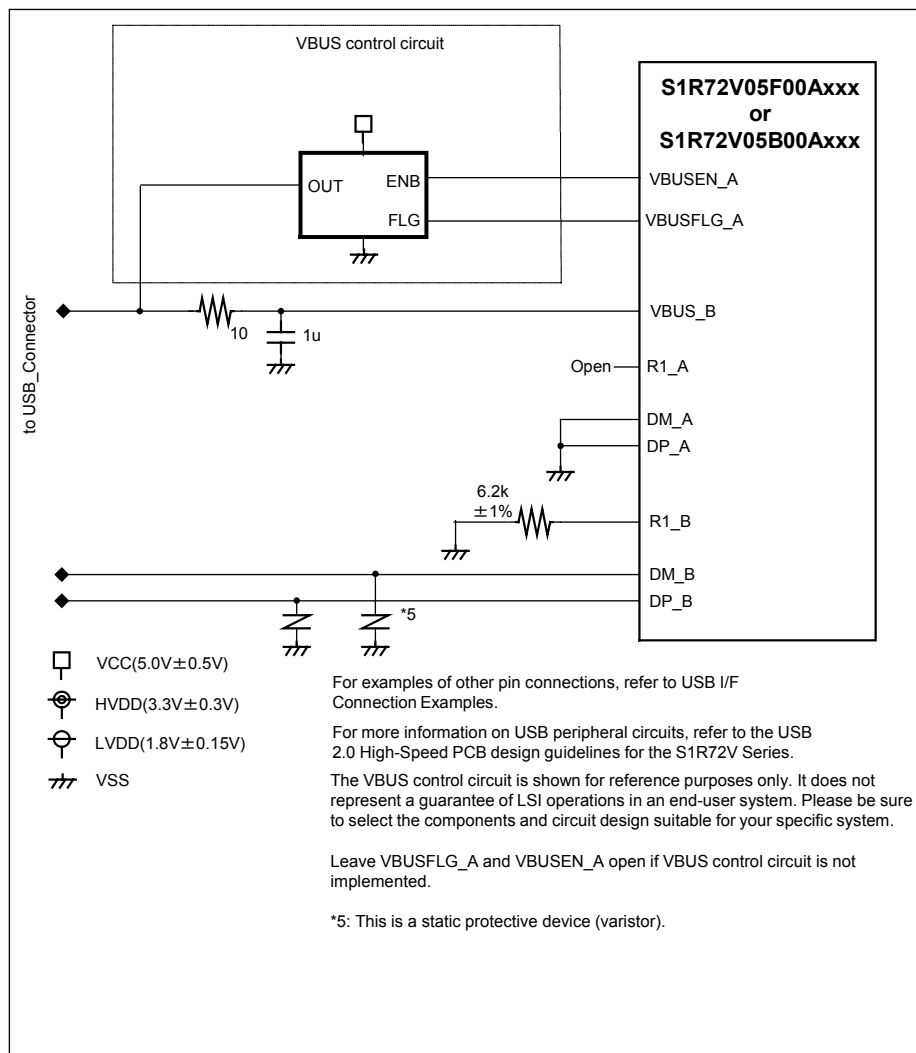 VBUS control circuit
S1R72V05F00Axxx
or
S1R72V05B00Axxx
OUT
ENB
FLG
VBUSEN_A
VBUSFLG_A
to USB_Connector
10
1u
VBUS_B
Open
R1_A
DM_A
DP_A
6.2k
±1%
R1_B
DM_B
DP_B
*5
VCC(5.0V±0.5V)
HVDD(3.3V±0.3V)
LVDD(1.8V±0.15V)
VSS
For examples of other pin connections, refer to USB I/F
Connection Examples.
For more information on USB peripheral circuits, refer to the USB
2.0 High-Speed PCB design guidelines for the S1R72V Series.
The VBUS control circuit is shown for reference purposes only. It does not
represent a guarantee of LSI operations in an end-user system. Please be sure
to select the components and circuit design suitable for your specific system.
Leave VBUSFLG_A and VBUSEN_A open if VBUS control circuit is not
implemented.
*5: This is a static protective device (varistor).